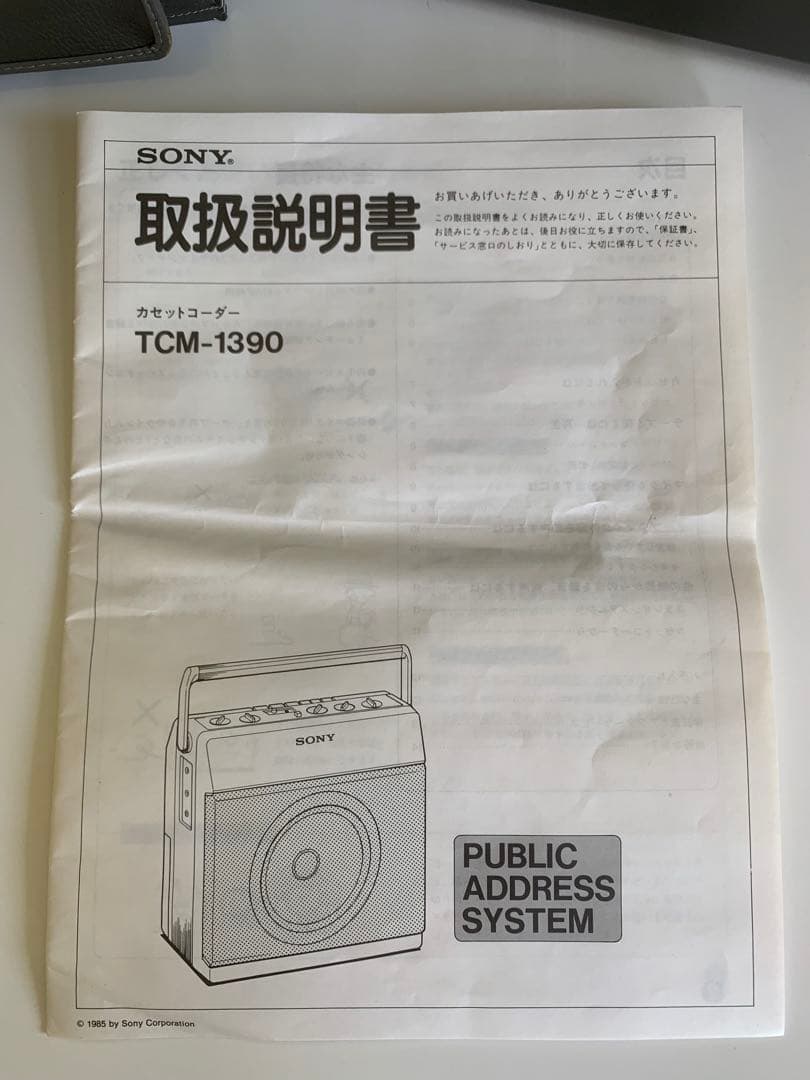 SONY®
取扱説明書
お買いあげいただき、ありがとうございます。
この取扱説明書をよくお読みになり、正しくお使いください。
お読みになったあとは、後日お役に立ちますので、「保証書」、
「サービス窓口のしおり」とともに、大切に保存してください。
カセットコーダー
TCM-1390
SONY
PUBLIC
ADDRESS
SYSTEM
© 1985 by Sony Corporation